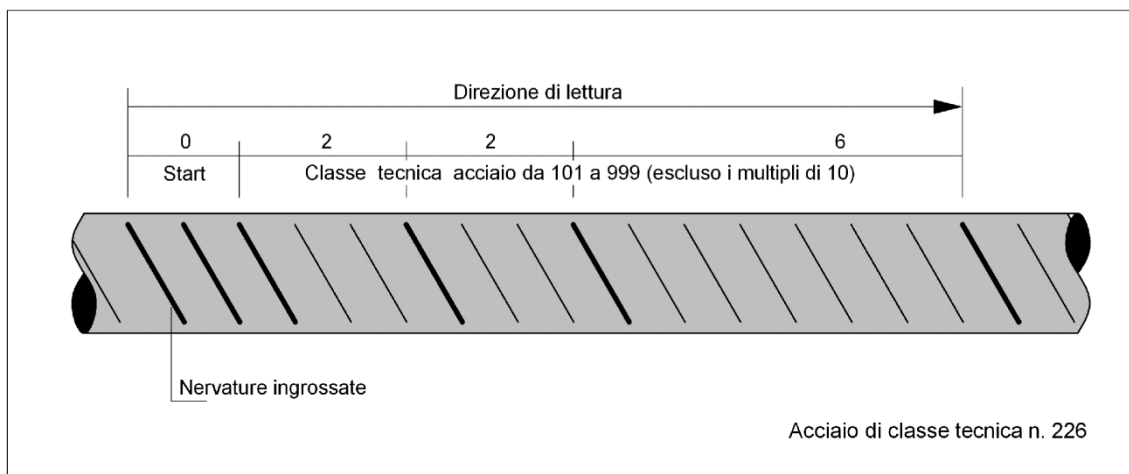 Direzione di lettura
0 2 2 6
Start Classe tecnica acciaio da 101 a 999 (escluso i multipli di 10)
Nervature ingrossate
Acciaio di classe tecnica n. 226